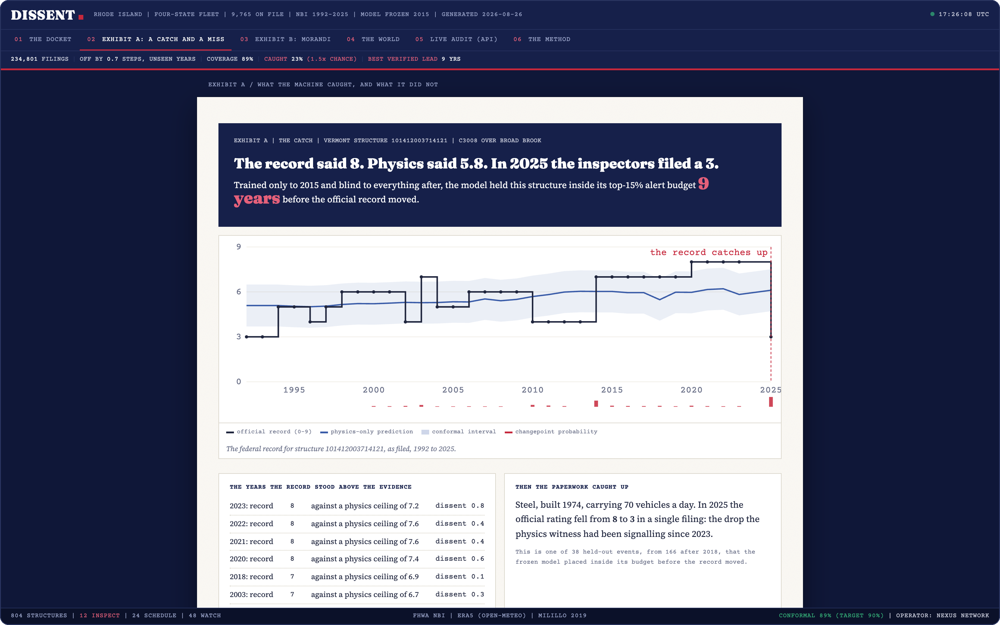 DISSENT
RHODE ISLAND | FOUR-STATE FLEET | 9,765 ON FILE | NBI 1992-2025 | MODEL FROZEN 2015 | GENERATED 2026-08-26
17:26:08 UTC
01 THE DOCKET
02 EXHIBIT A: A CATCH AND A MISS
03 EXHIBIT B: MORANDI
04 THE WORLD
05 LIVE AUDIT (API)
06 THE METHOD
234,801 FILINGS | OFF BY 0.7 STEPS, UNSEEN YEARS | COVERAGE 89% | CAUGHT 23% (1.5x CHANCE) | BEST VERIFIED LEAD 9 YRS
EXHIBIT A / WHAT THE MACHINE CAUGHT, AND WHAT IT DID NOT
EXHIBIT A | THE CATCH | VERMONT STRUCTURE 101412003714121 | C3008 OVER BROAD BROOK
The record said 8. Physics said 5.8. In 2025 the inspectors filed a 3.
Trained only to 2015 and blind to everything after, the model held this structure inside its top-15% alert budget 9
years before the official record moved.
the record catches up
9
6
3
0
1995 2000 2005 2010 2015 2020 2025
official record (0-9) physics-only prediction conformal interval changepoint probability
The federal record for structure 101412003714121, as filed, 1992 to 2025.
THE YEARS THE RECORD STOOD ABOVE THE EVIDENCE
2023: record 8 against a physics ceiling of 7.2 dissent 0.8
2022: record 8 against a physics ceiling of 7.6 dissent 0.4
2021: record 8 against a physics ceiling of 7.6 dissent 0.4
2020: record 8 against a physics ceiling of 7.4 dissent 0.6
2018: record 7 against a physics ceiling of 6.9 dissent 0.1
2003: record 7 against a physics ceiling of 6.7 dissent 0.3
THEN THE PAPERWORK CAUGHT UP
Steel, built 1974, carrying 70 vehicles a day. In 2025 the
official rating fell from 8 to 3 in a single filing: the drop the
physics witness had been signalling since 2023.
This is one of 38 held-out events, from 166 after 2018, that the
frozen model placed inside its budget before the record moved.
804 STRUCTURES | 12 INSPECT | 24 SCHEDULE | 48 WATCH
FHWA NBI | ERA5 (OPEN-METEO) | MILILLO 2019
CONFORMAL 89% (TARGET 90%) | OPERATOR: NEXUS NETWORK